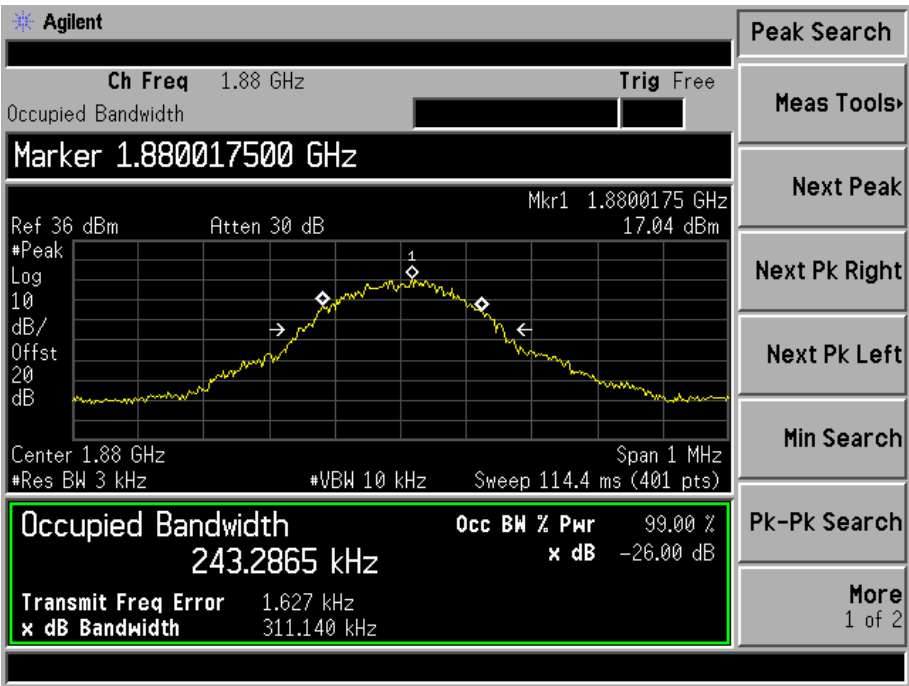 Agilent
Peak Search
Ch Freq 1.88 GHz Trig Free
Occupied Bandwidth
Meas Tools
Marker 1.880017500 GHz
Next Peak
Mkr1 1.8800175 GHz
Ref 36 dBm Atten 30 dB 17.04 dBm
#Peak
Log
10
dB/
Offst
20
dB
1
Next Pk Right
Next Pk Left
Center 1.88 GHz Span 1 MHz
#Res BW 3 kHz #VBW 10 kHz Sweep 114.4 ms (401 pts)
Min Search
Occupied Bandwidth Occ BW % Pwr 99.00 %
243.2865 kHz x dB -26.00 dB
Pk-Pk Search
Transmit Freq Error 1.627 kHz
x dB Bandwidth 311.140 kHz
More
1 of 2